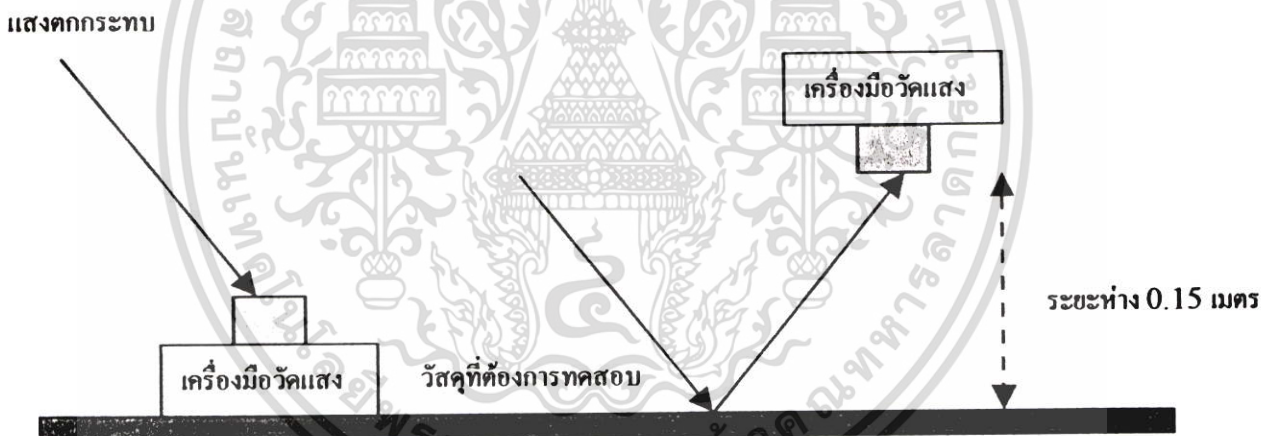 แสงตกกระทบ
เครื่องมือวัดแสง
ระยะห่าง 0.15 เมตร
เครื่องมือวัดแสง
วัสดุที่ต้องการทดสอบ